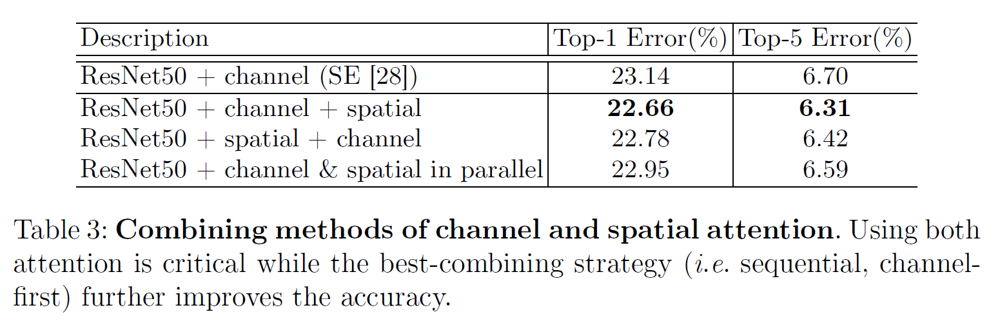 Description Top-1 Error(%) Top-5 Error(%)
ResNet50 + channel (SE [28]) 23.14 6.70
ResNet50 + channel + spatial 22.66 6.31
ResNet50 + spatial + channel 22.78 6.42
ResNet50 + channel & spatial in parallel 22.95 6.59
Table 3: Combining methods of channel and spatial attention. Using both
attention is critical while the best-combining strategy (i.e. sequential, channel-
first) further improves the accuracy.